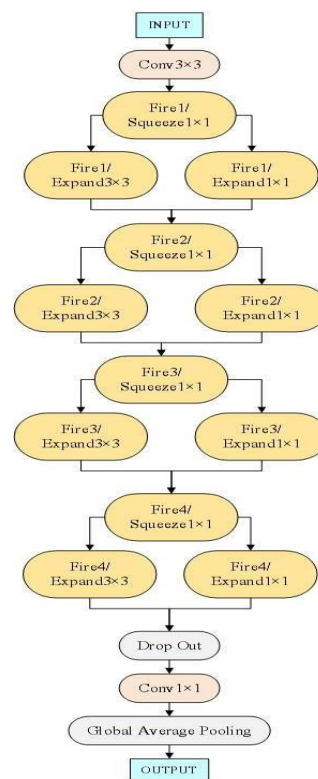 INPUT
Conv3×3
Fire1/
Squeeze1×1
Fire1/
Expand3×3
Fire1/
Expand1×1
Fire2/
Squeeze1×1
Fire2/
Expand3×3
Fire2/
Expand1×1
Fire3/
Squeeze1×1
Fire3/
Expand3×3
Fire3/
Expand1×1
Fire4/
Squeeze1×1
Fire4/
Expand3×3
Fire4/
Expand1×1
Drop Out
Conv1×1
Global Average Pooling
OUTPUT